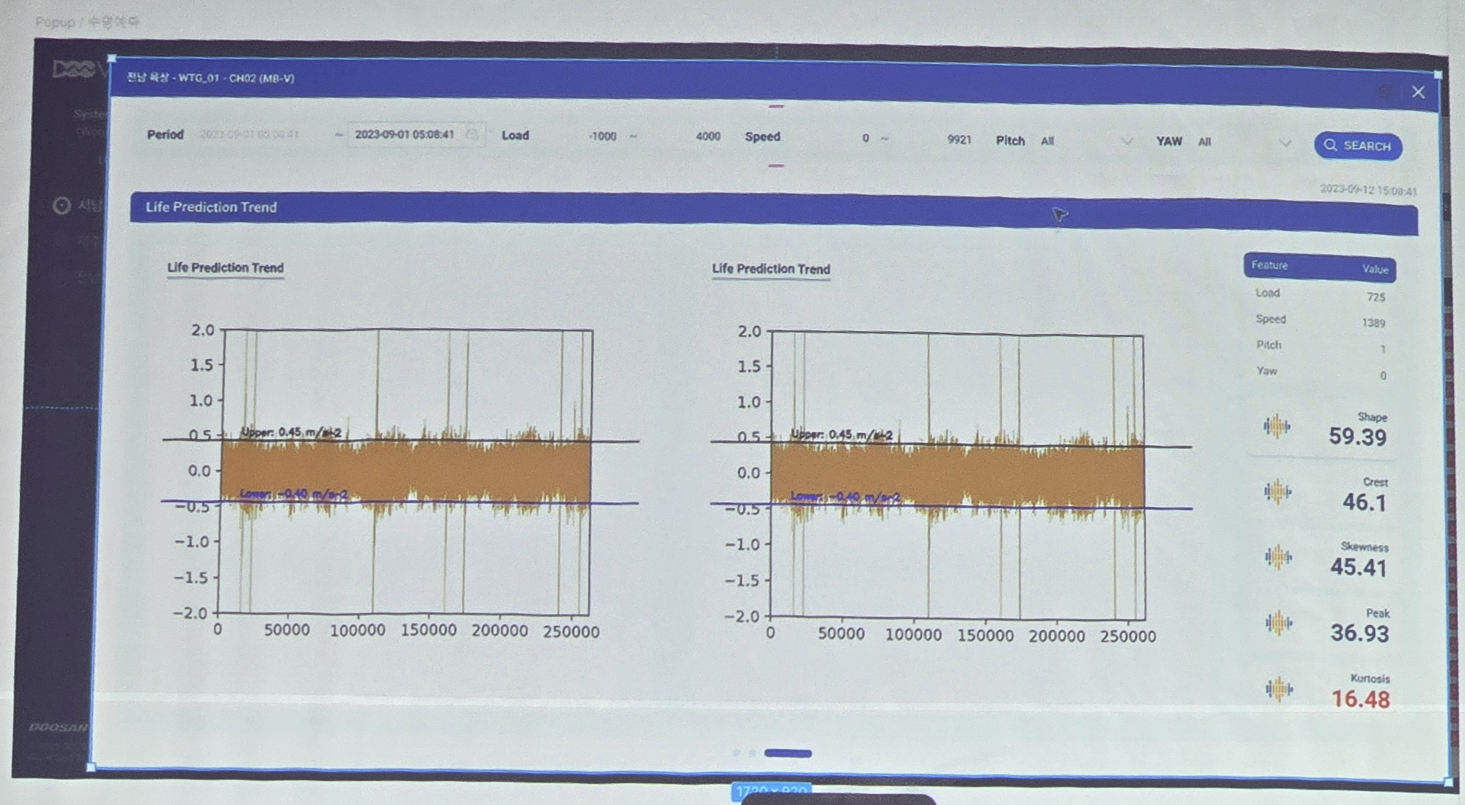 Popup / 수명예측
전남 육상 - WTG_01 - CH02 (MB-V)
Period 2023-09-01 05:08:41 ~ 2023-09-01 05:08:41 Load -1000 ~ 4000 Speed 0 ~ 9921 Pitch All YAW All SEARCH
2023-09-12 15:08:41
Life Prediction Trend
Life Prediction Trend
2.0
1.5
1.0
0.5
0.0
−0.5
−1.0
−1.5
−2.0
Upper: 0.45 m/s^2
Lower: −0.40 m/s^2
0 50000 100000 150000 200000 250000
Life Prediction Trend
2.0
1.5
1.0
0.5
0.0
−0.5
−1.0
−1.5
−2.0
Upper: 0.45 m/s^2
Lower: −0.40 m/s^2
0 50000 100000 150000 200000 250000
Feature Value
Load 725
Speed 1389
Pitch 1
Yaw 0
Shape
59.39
Crest
46.1
Skewness
45.41
Peak
36.93
Kurtosis
16.48
DOOSAN